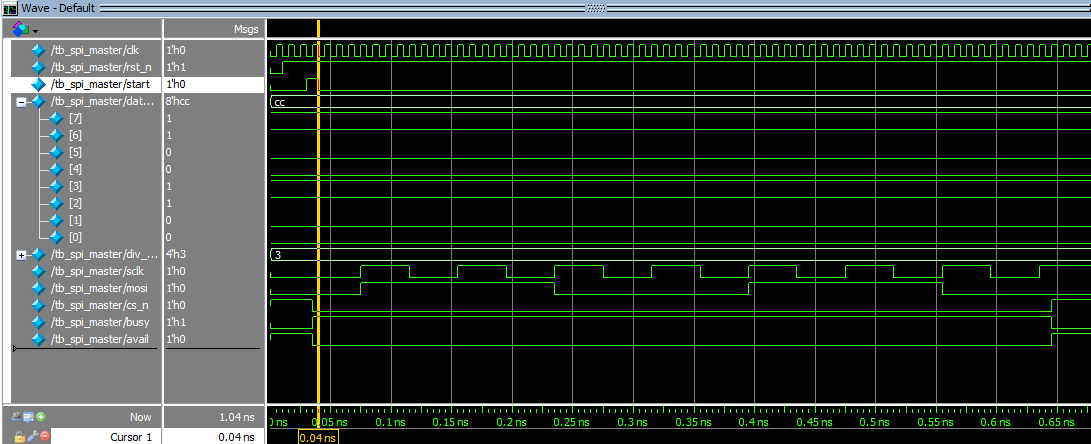 Wave - Default
Msgs
/tb_spi_master/clk 1'h0
/tb_spi_master/rst_n 1'h1
/tb_spi_master/start 1'h0
/tb_spi_master/dat... 8'hcc cc
[7] 1
[6] 1
[5] 0
[4] 0
[3] 1
[2] 1
[1] 0
[0] 0
/tb_spi_master/div_... 4'h3 3
/tb_spi_master/sclk 1'h0
/tb_spi_master/mosi 1'h0
/tb_spi_master/cs_n 1'h0
/tb_spi_master/busy 1'h1
/tb_spi_master/avail 1'h0
Now 1.04 ns ns 0.05 ns 0.1 ns 0.15 ns 0.2 ns 0.25 ns 0.3 ns 0.35 ns 0.4 ns 0.45 ns 0.5 ns 0.55 ns 0.6 ns 0.65 ns
Cursor 1 0.04 ns 0.04 ns